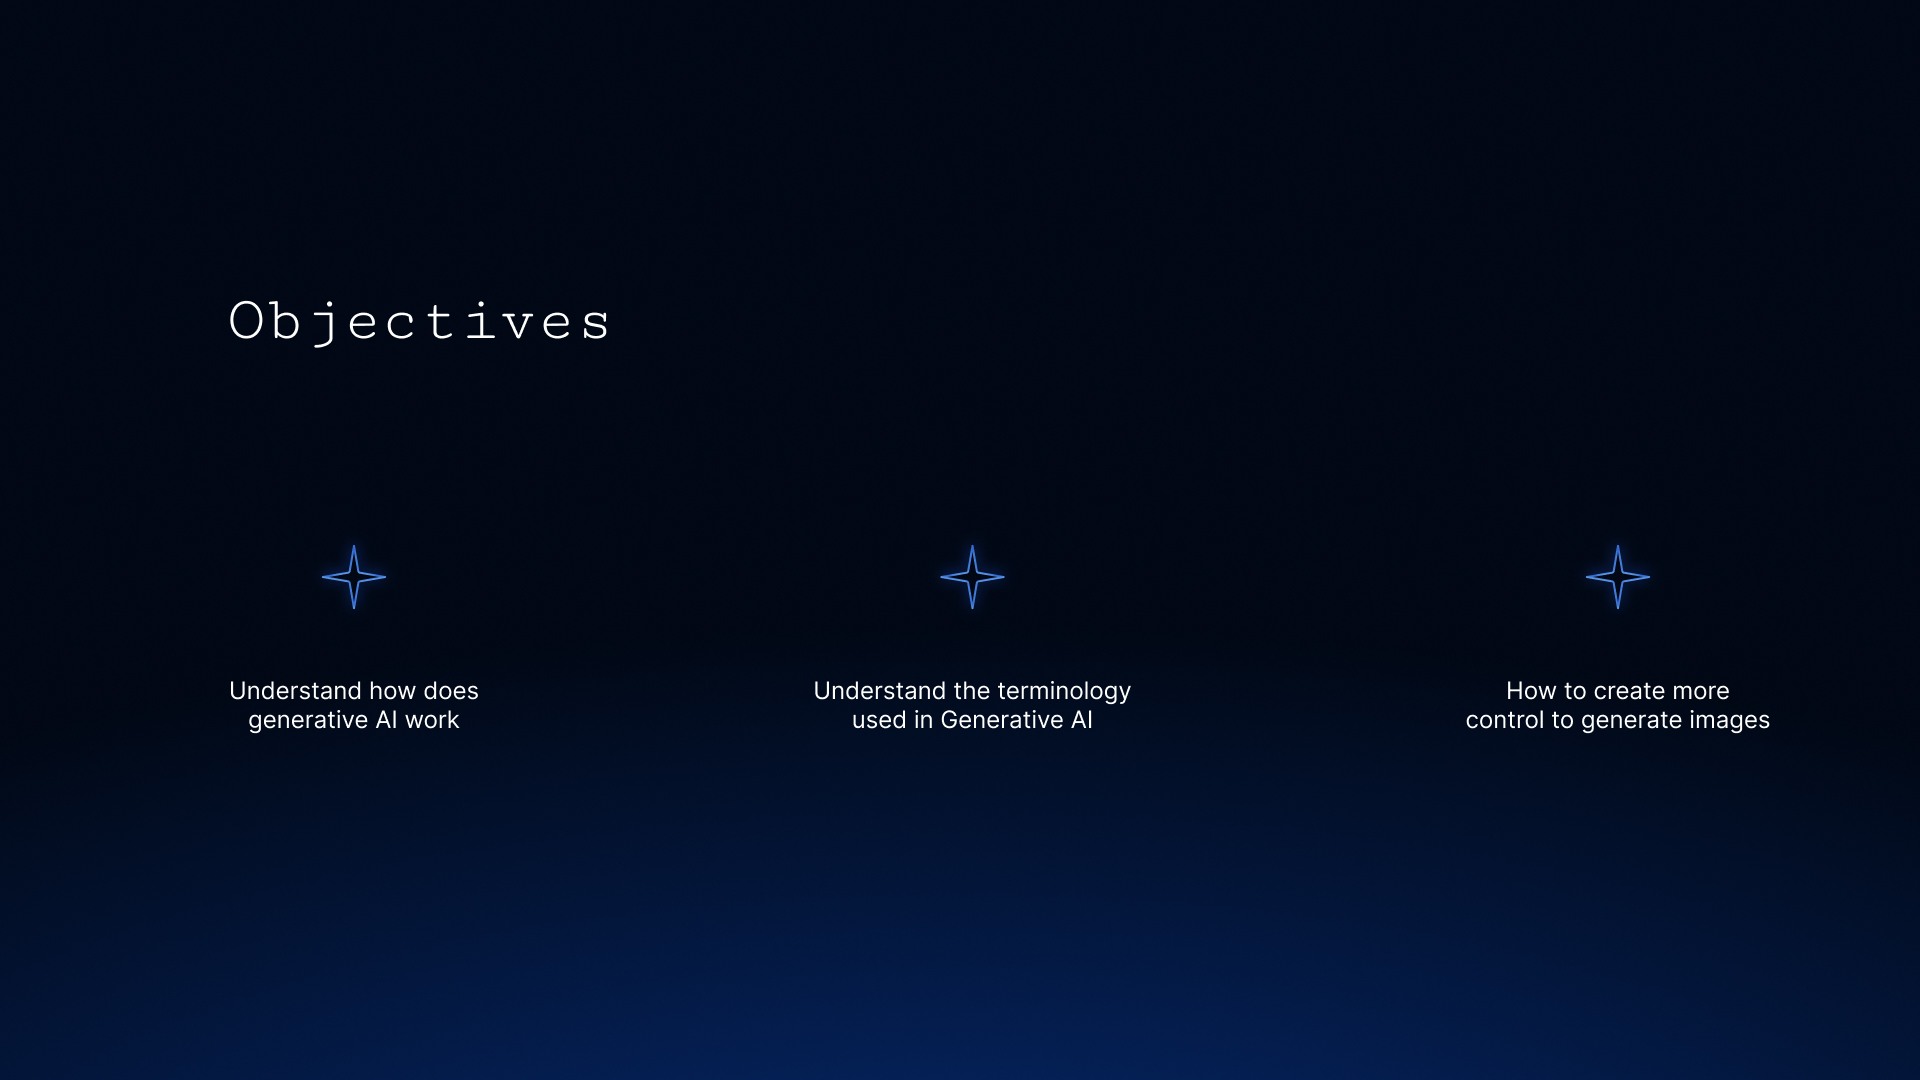 Objectives
Understand how does
generative AI work
Understand the terminology
used in Generative AI
How to create more
control to generate images